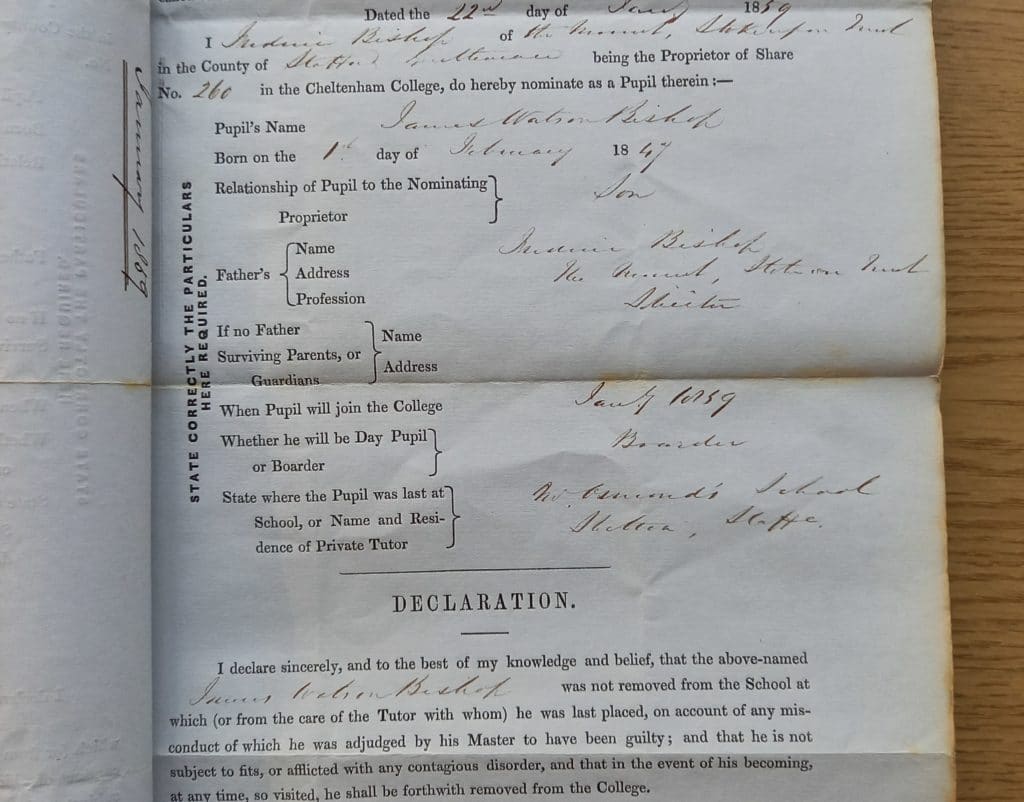 Dated the 22nd day of Jany 1859
I Frederic Bishop of the Mount, Stoke upon Trent
in the County of Stafford being the Proprietor of Share
No. 260 in the Cheltenham College, do hereby nominate as a Pupil therein :—
Pupil's Name James Watson Bishop
Born on the 1st day of February 1847
Relationship of Pupil to the Nominating Proprietor Son
Father's Name Frederic Bishop
Address The Mount, Stoke on Trent
Profession
If no Father Surviving Parents, or Guardians Name
Address
When Pupil will join the College Jany 1859
Whether he will be Day Pupil or Boarder Boarder
State where the Pupil was last at Mr. Osmond's School
School, or Name and Resi- Shelton, Staffs.
dence of Private Tutor
STATE CORRECTLY THE PARTICULARS
HERE REQUIRED.
January 1859
DECLARATION.
I declare sincerely, and to the best of my knowledge and belief, that the above-named
James Watson Bishop was not removed from the School at
which (or from the care of the Tutor with whom) he was last placed, on account of any mis-
conduct of which he was adjudged by his Master to have been guilty; and that he is not
subject to fits, or afflicted with any contagious disorder, and that in the event of his becoming,
at any time, so visited, he shall be forthwith removed from the College.